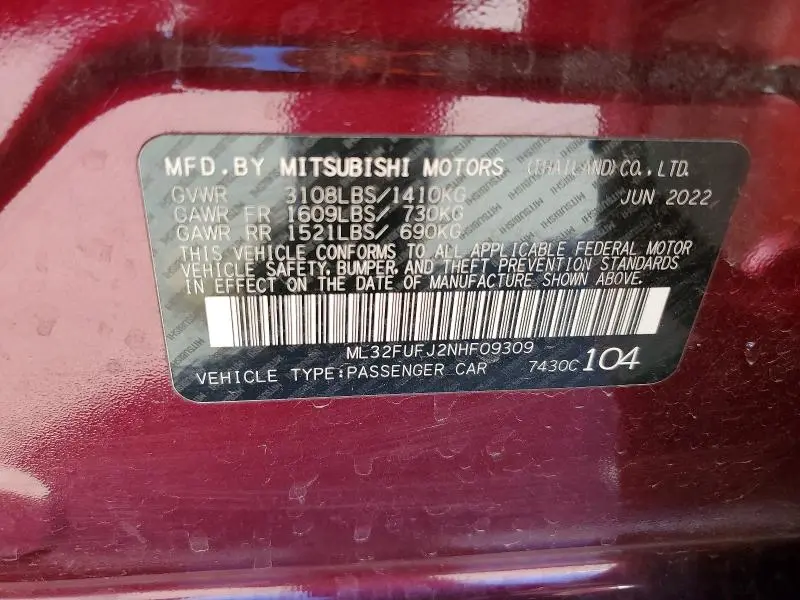 MFD.BY MITSUBISHI MOTORS (THAILAND)CO.,LTD.
GVWR 3108LBS/1410KG JUN 2022
GAWR FR 1609LBS/ 730KG
GAWR RR 1521LBS/ 690KG
THIS VEHICLE CONFORMS TO ALL APPLICABLE FEDERAL MOTOR
VEHICLE SAFETY, BUMPER, AND THEFT PREVENTION STANDARDS
IN EFFECT ON THE DATE OF MANUFACTURE SHOWN ABOVE.
ML32FUFJ2NHF09309
VEHICLE TYPE:PASSENGER CAR 7430C 104